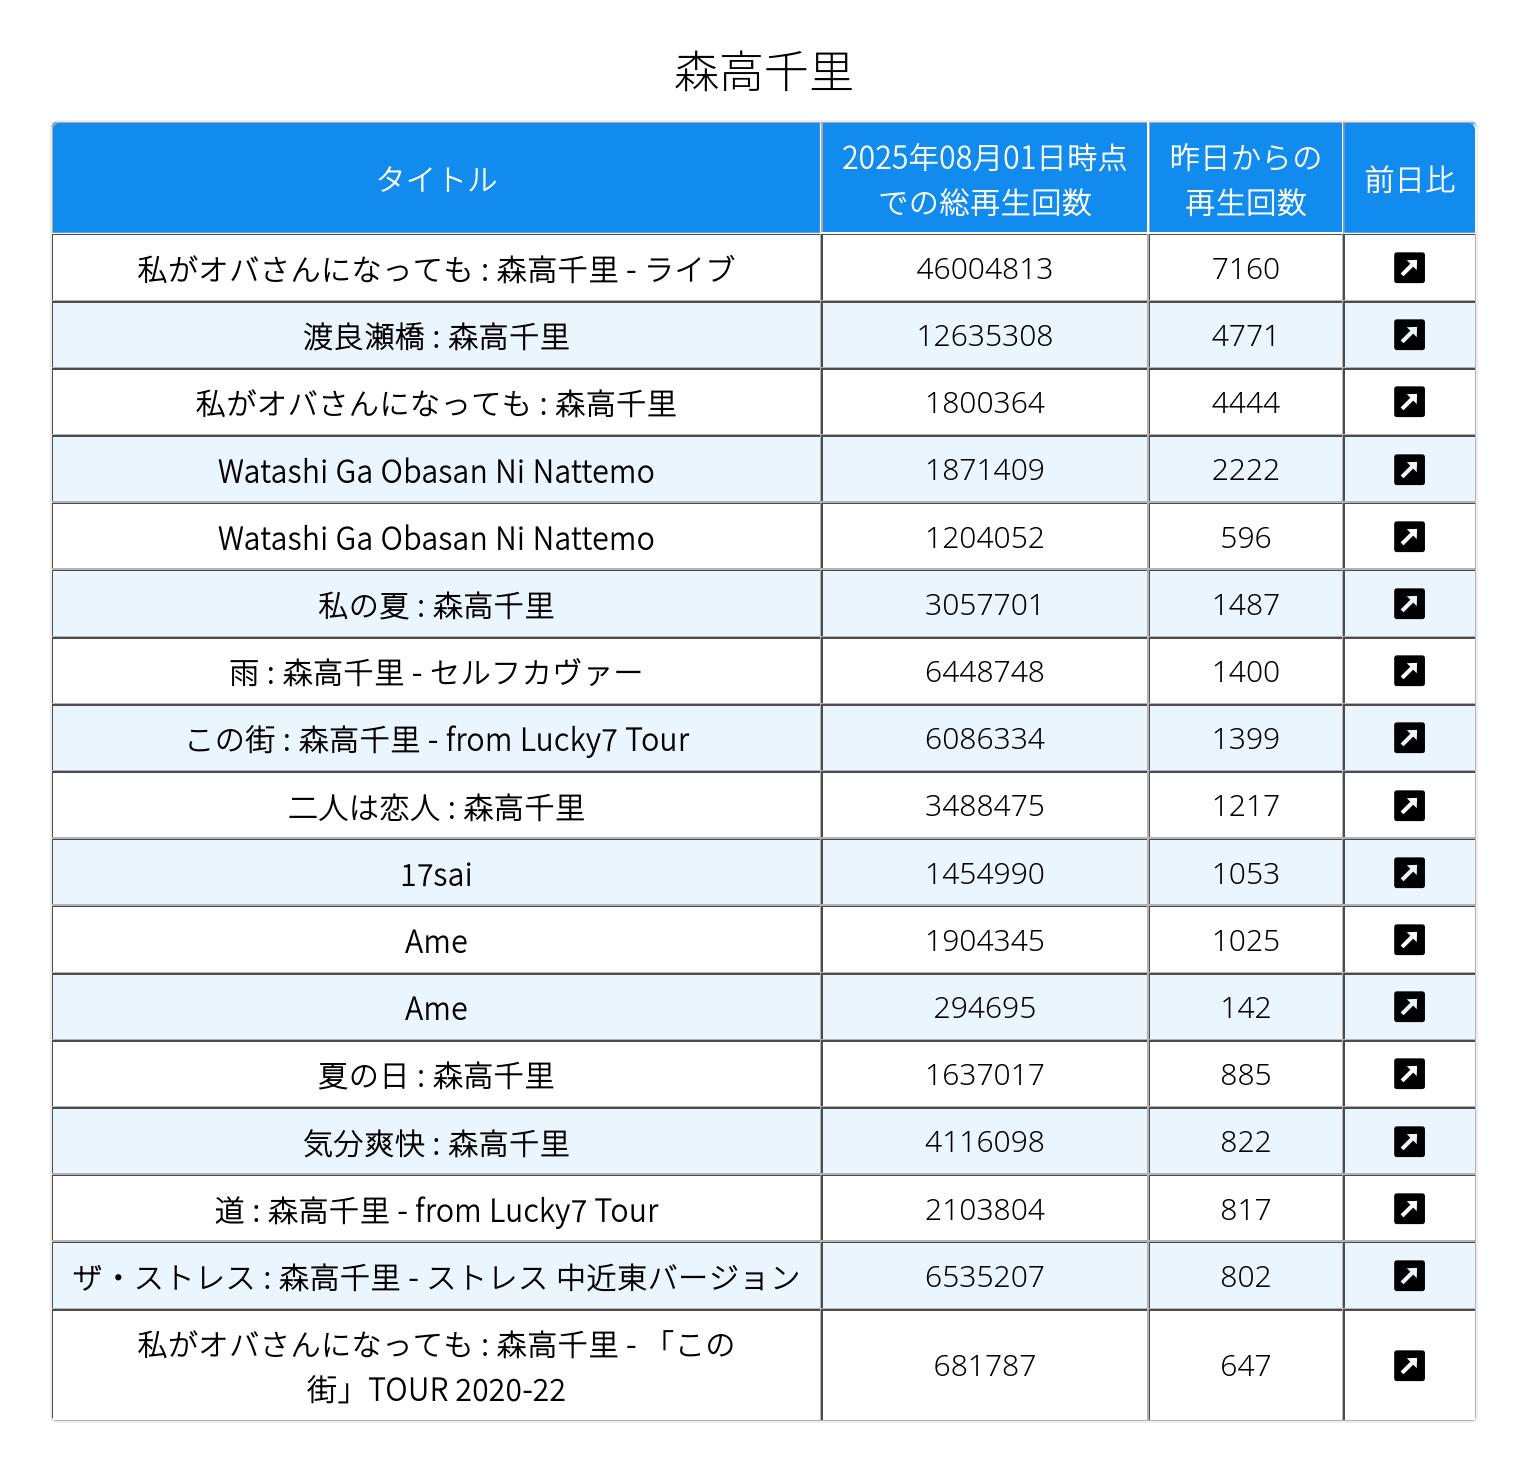 森高千里
タイトル
2025年08月01日時点
での総再生回数
昨日からの
再生回数
前日比
私がオバさんになっても : 森高千里 - ライブ 46004813 7160
渡良瀬橋 : 森高千里 12635308 4771
私がオバさんになっても : 森高千里 1800364 4444
Watashi Ga Obasan Ni Nattemo 1871409 2222
Watashi Ga Obasan Ni Nattemo 1204052 596
私の夏 : 森高千里 3057701 1487
雨 : 森高千里 - セルフカヴァー 6448748 1400
この街 : 森高千里 - from Lucky7 Tour 6086334 1399
二人は恋人 : 森高千里 3488475 1217
17sai 1454990 1053
Ame 1904345 1025
Ame 294695 142
夏の日 : 森高千里 1637017 885
気分爽快 : 森高千里 4116098 822
道 : 森高千里 - from Lucky7 Tour 2103804 817
ザ・ストレス : 森高千里 - ストレス 中近東バージョン 6535207 802
私がオバさんになっても : 森高千里 - 「この
街」TOUR 2020-22 681787 647